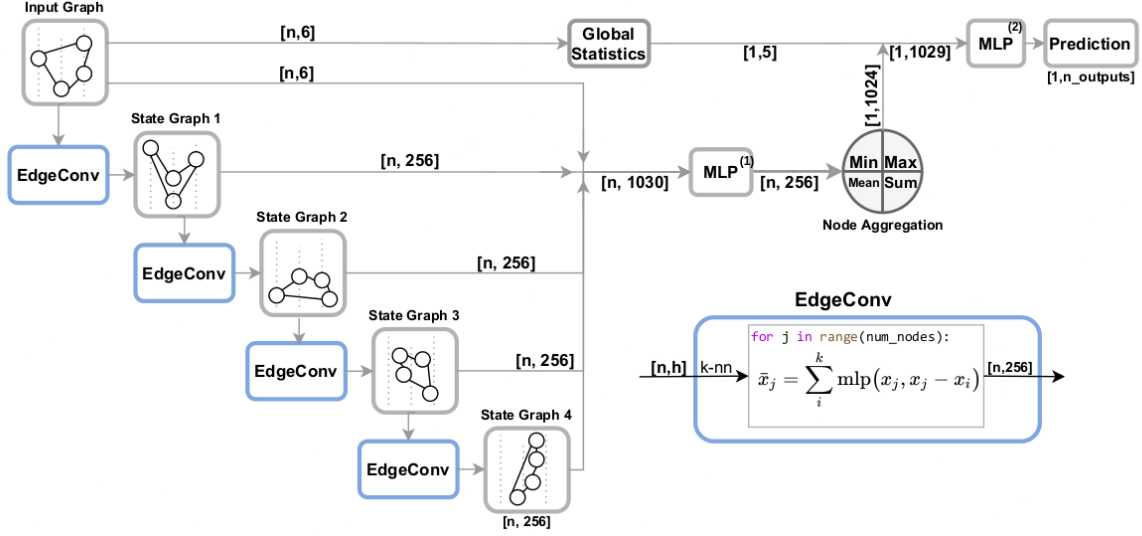 Input Graph
[n,6]
Global
Statistics
[1,5]
[1,1029]
MLP(2)
Prediction
[1,n_outputs]
[n,6]
[1,1024]
State Graph 1
EdgeConv
[n, 256]
[n, 1030]
MLP(1)
[n, 256]
Min
Max
Mean
Sum
Node Aggregation
State Graph 2
EdgeConv
[n, 256]
State Graph 3
EdgeConv
[n, 256]
State Graph 4
EdgeConv
[n, 256]
EdgeConv
[n,h]
k-nn
for j in range(num_nodes):
x̄_j = ∑_i^k mlp(x_j, x_j − x_i)
[n,256]